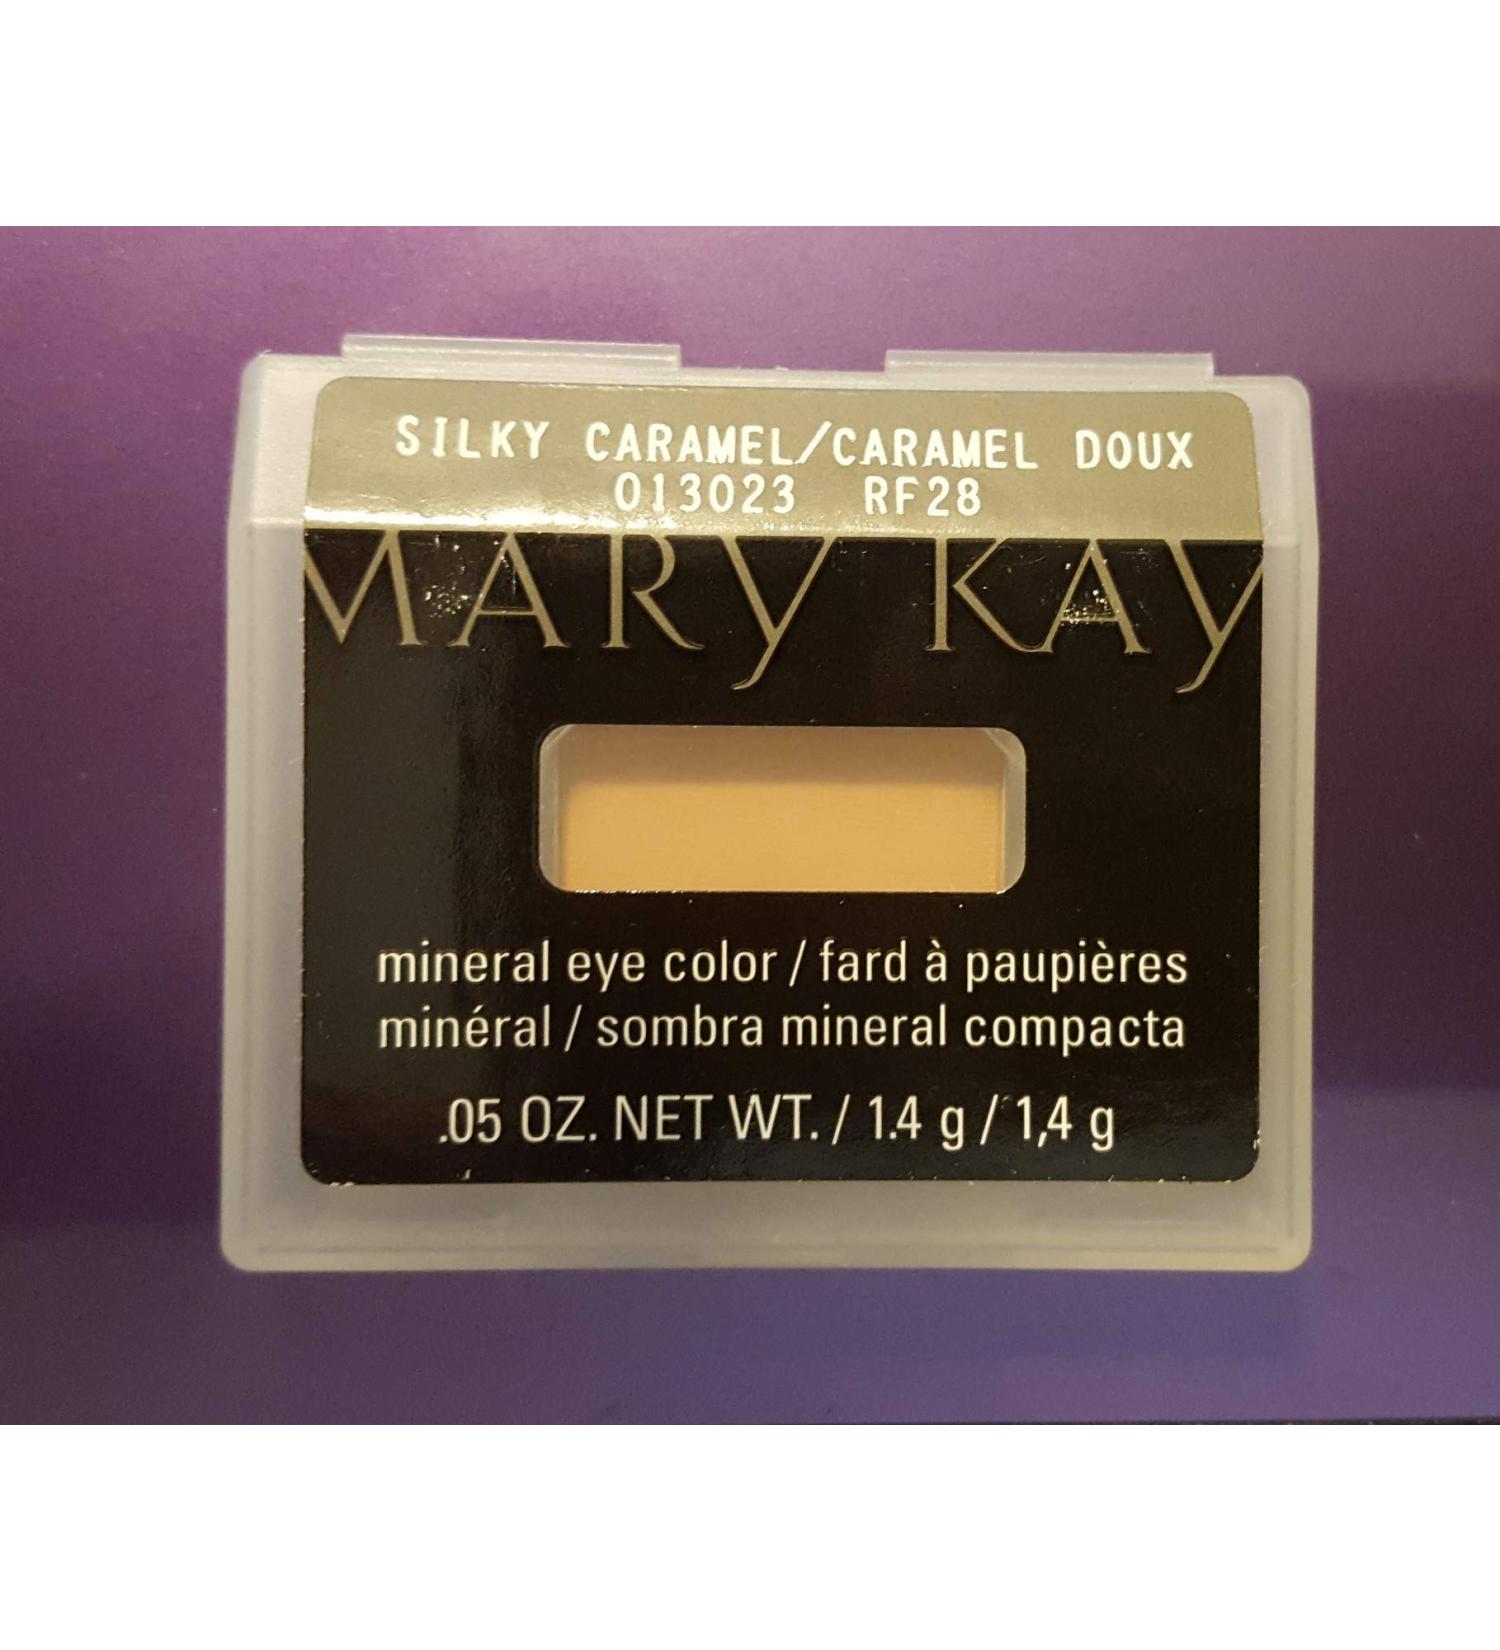 SILKY CARAMEL/CARAMEL DOUX
013023 RF28
MARY KAY
mineral eye color / fard à paupières
minéral / sombra mineral compacta
.05 OZ. NET WT. / 1.4 g / 1,4 g